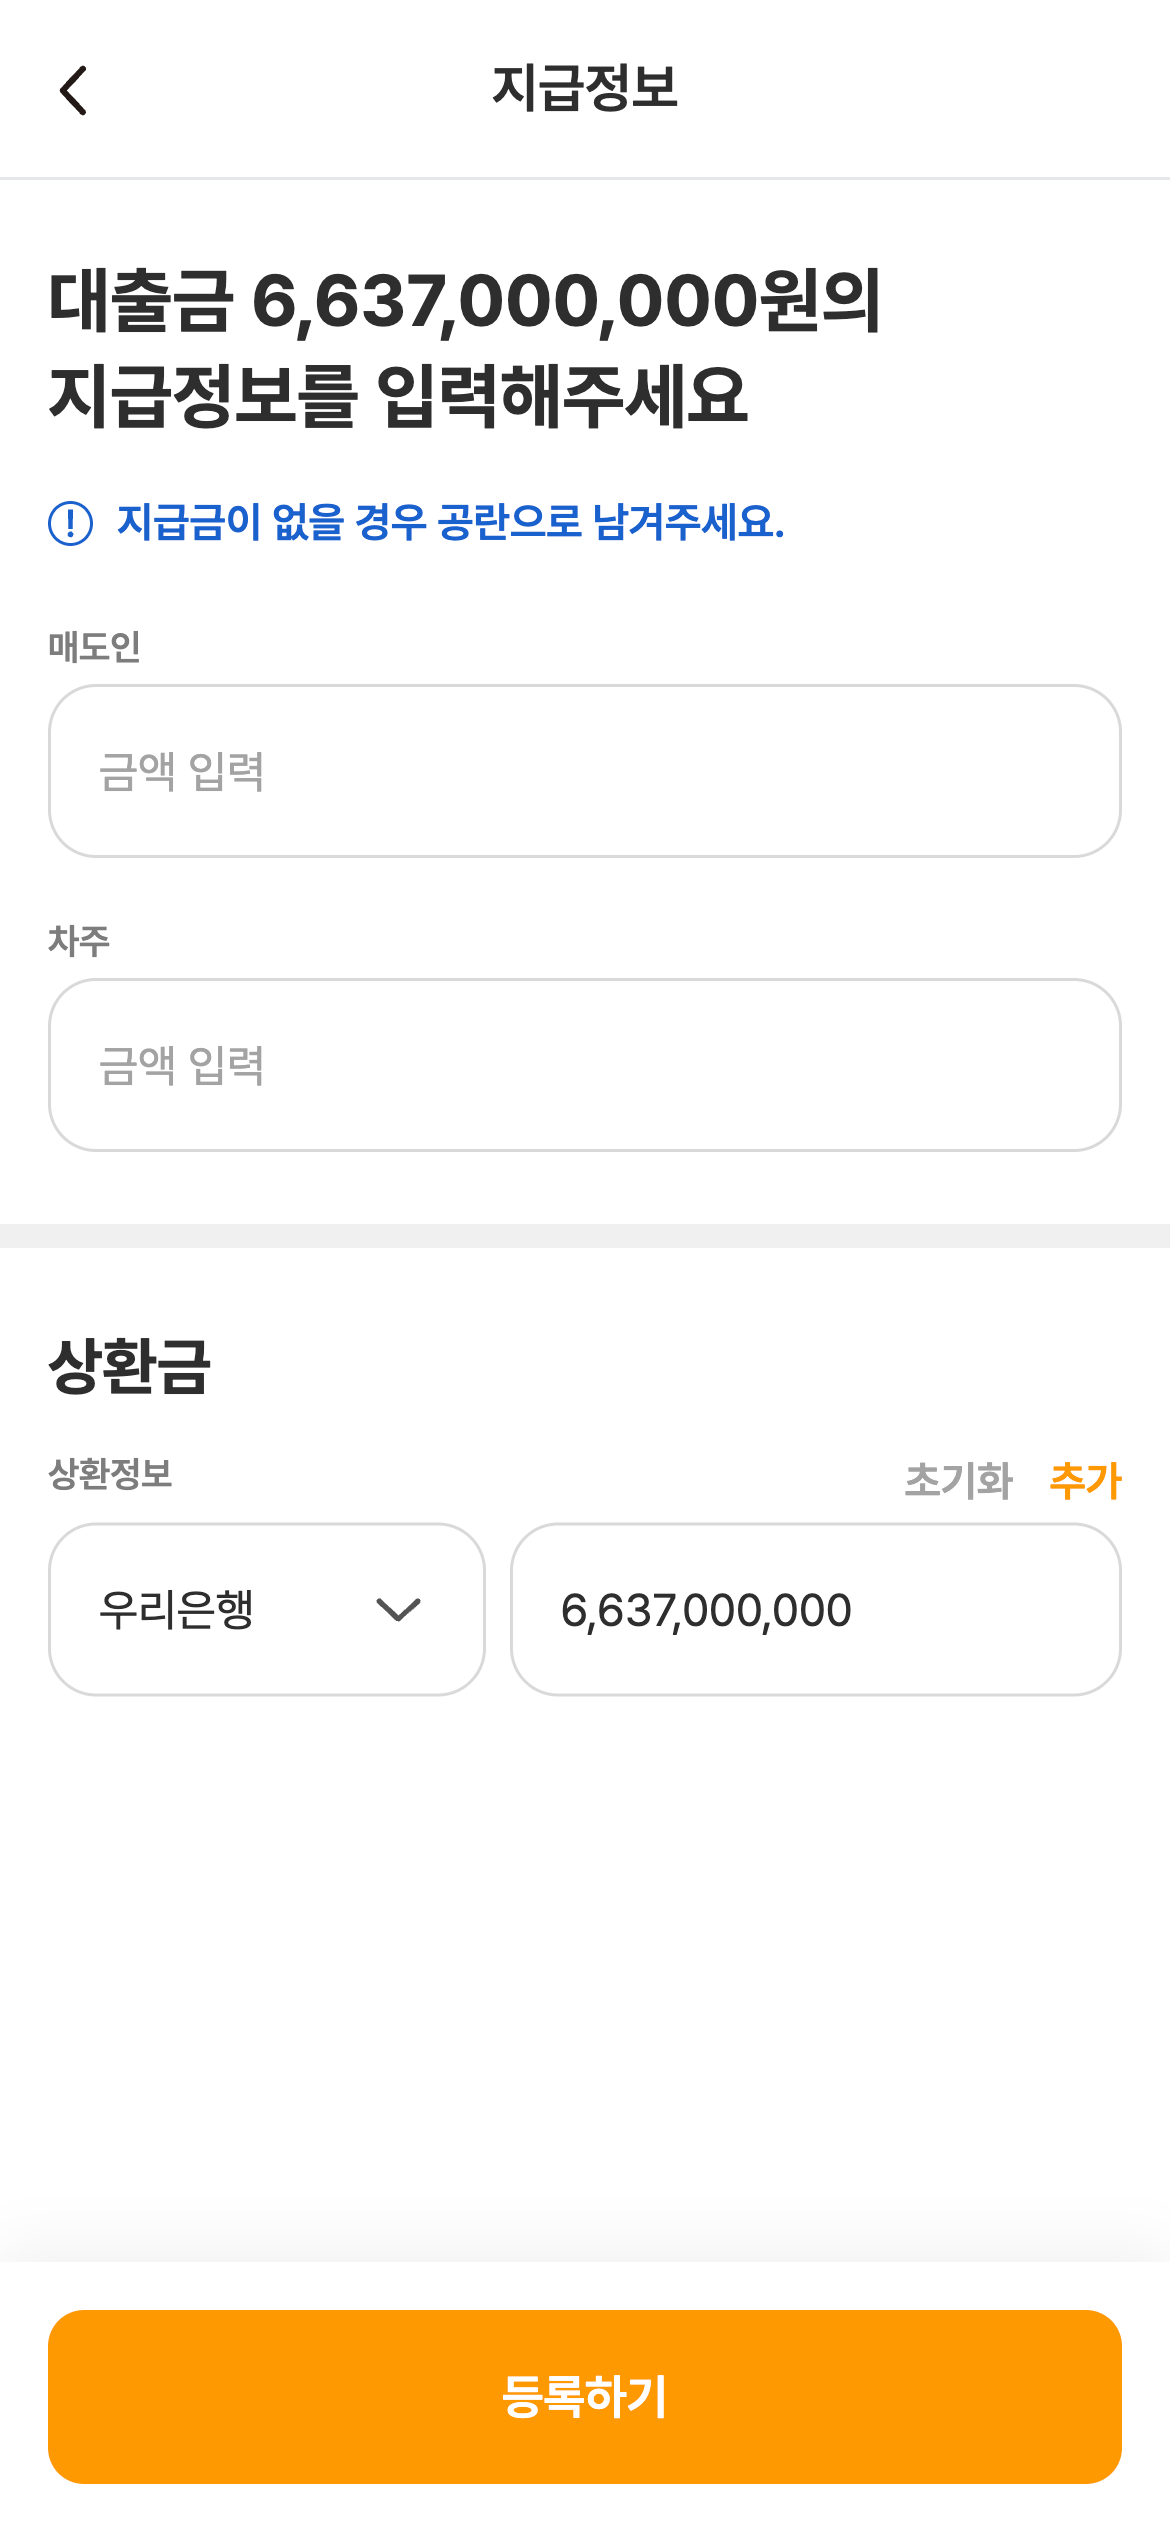 지급정보
대출금 6,637,000,000원의
지급정보를 입력해주세요
지급금이 없을 경우 공란으로 남겨주세요.
매도인
금액 입력
차주
금액 입력
상환금
상환정보 초기화 추가
우리은행 6,637,000,000
등록하기